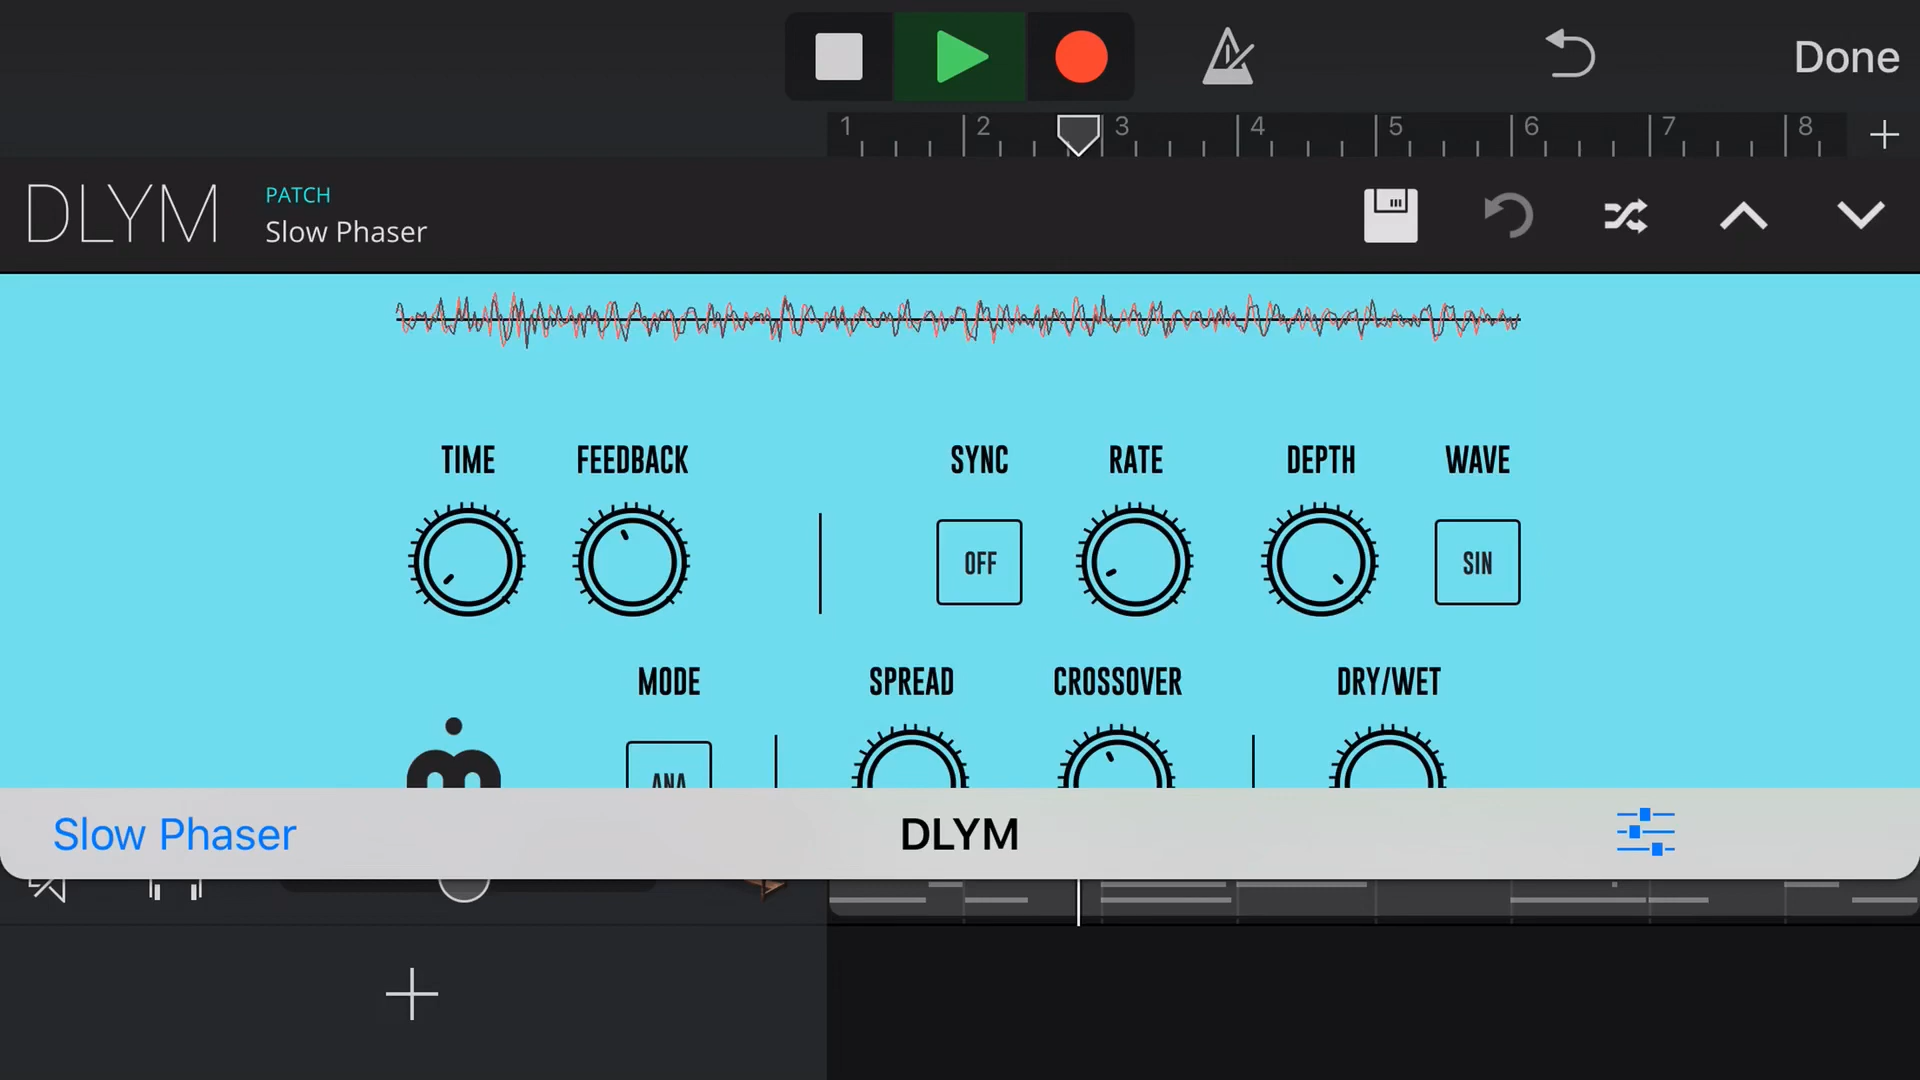 Done
1 2 3 4 5 6 7 8
DLYM
PATCH
Slow Phaser
TIME FEEDBACK SYNC RATE DEPTH WAVE
OFF SIN
MODE SPREAD CROSSOVER DRY/WET
ANA
Slow Phaser DLYM